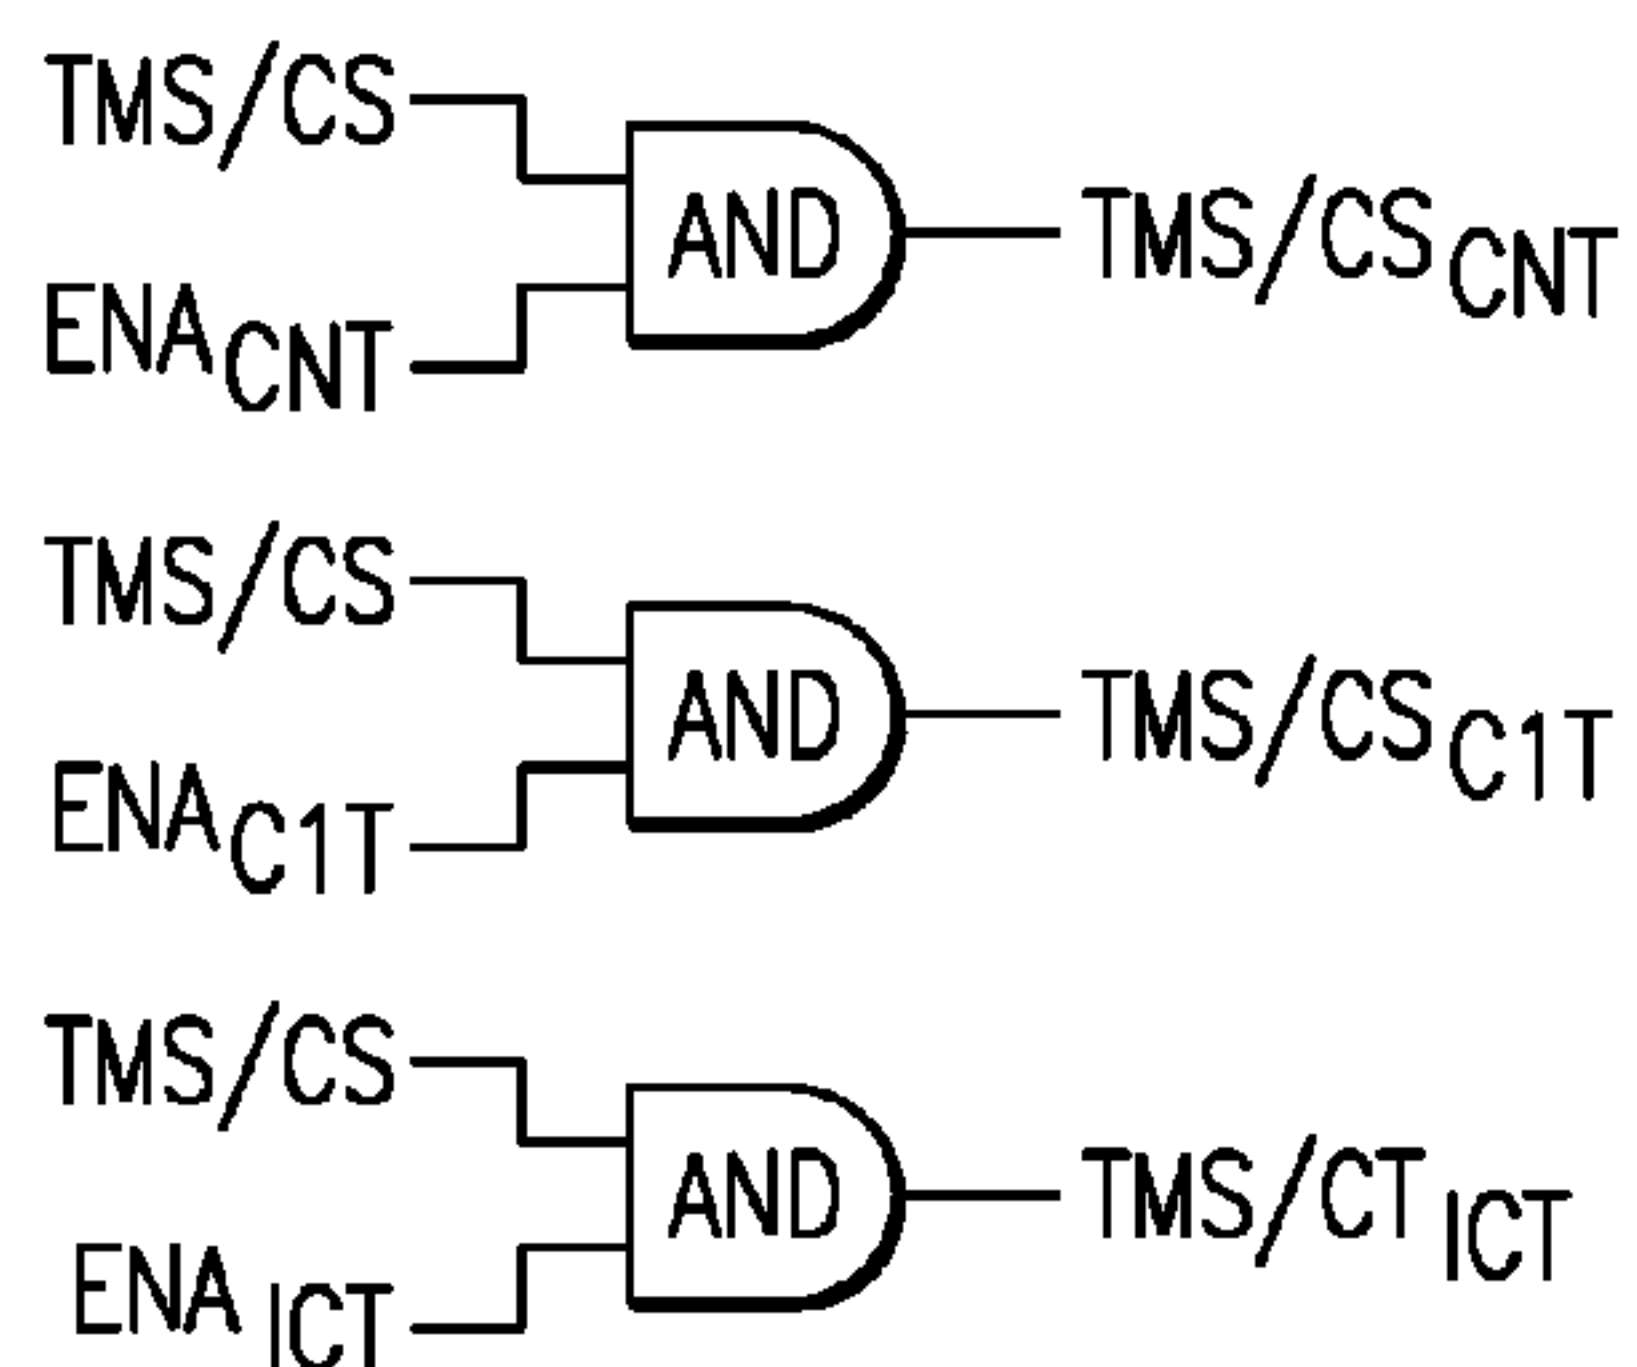 TMS/CS
AND
TMS/CS CNT
ENA CNT
TMS/CS
AND
TMS/CS C1T
ENA C1T
TMS/CS
AND
TMS/CT ICT
ENA ICT